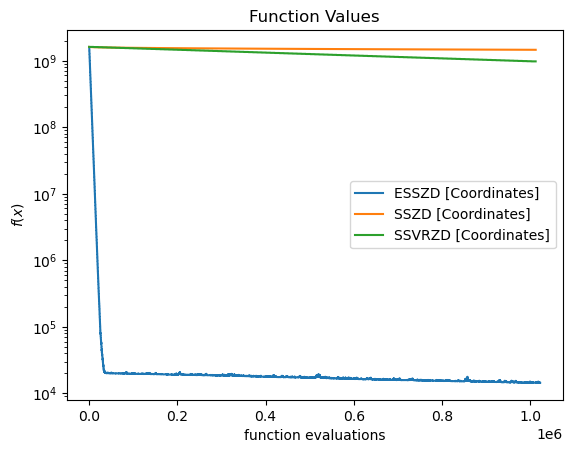 Function Values
10^9
10^8
10^7
10^6
10^5
10^4
f(x)
ESSZD [Coordinates]
SSZD [Coordinates]
SSVRZD [Coordinates]
0.0 0.2 0.4 0.6 0.8 1.0
1e6
function evaluations